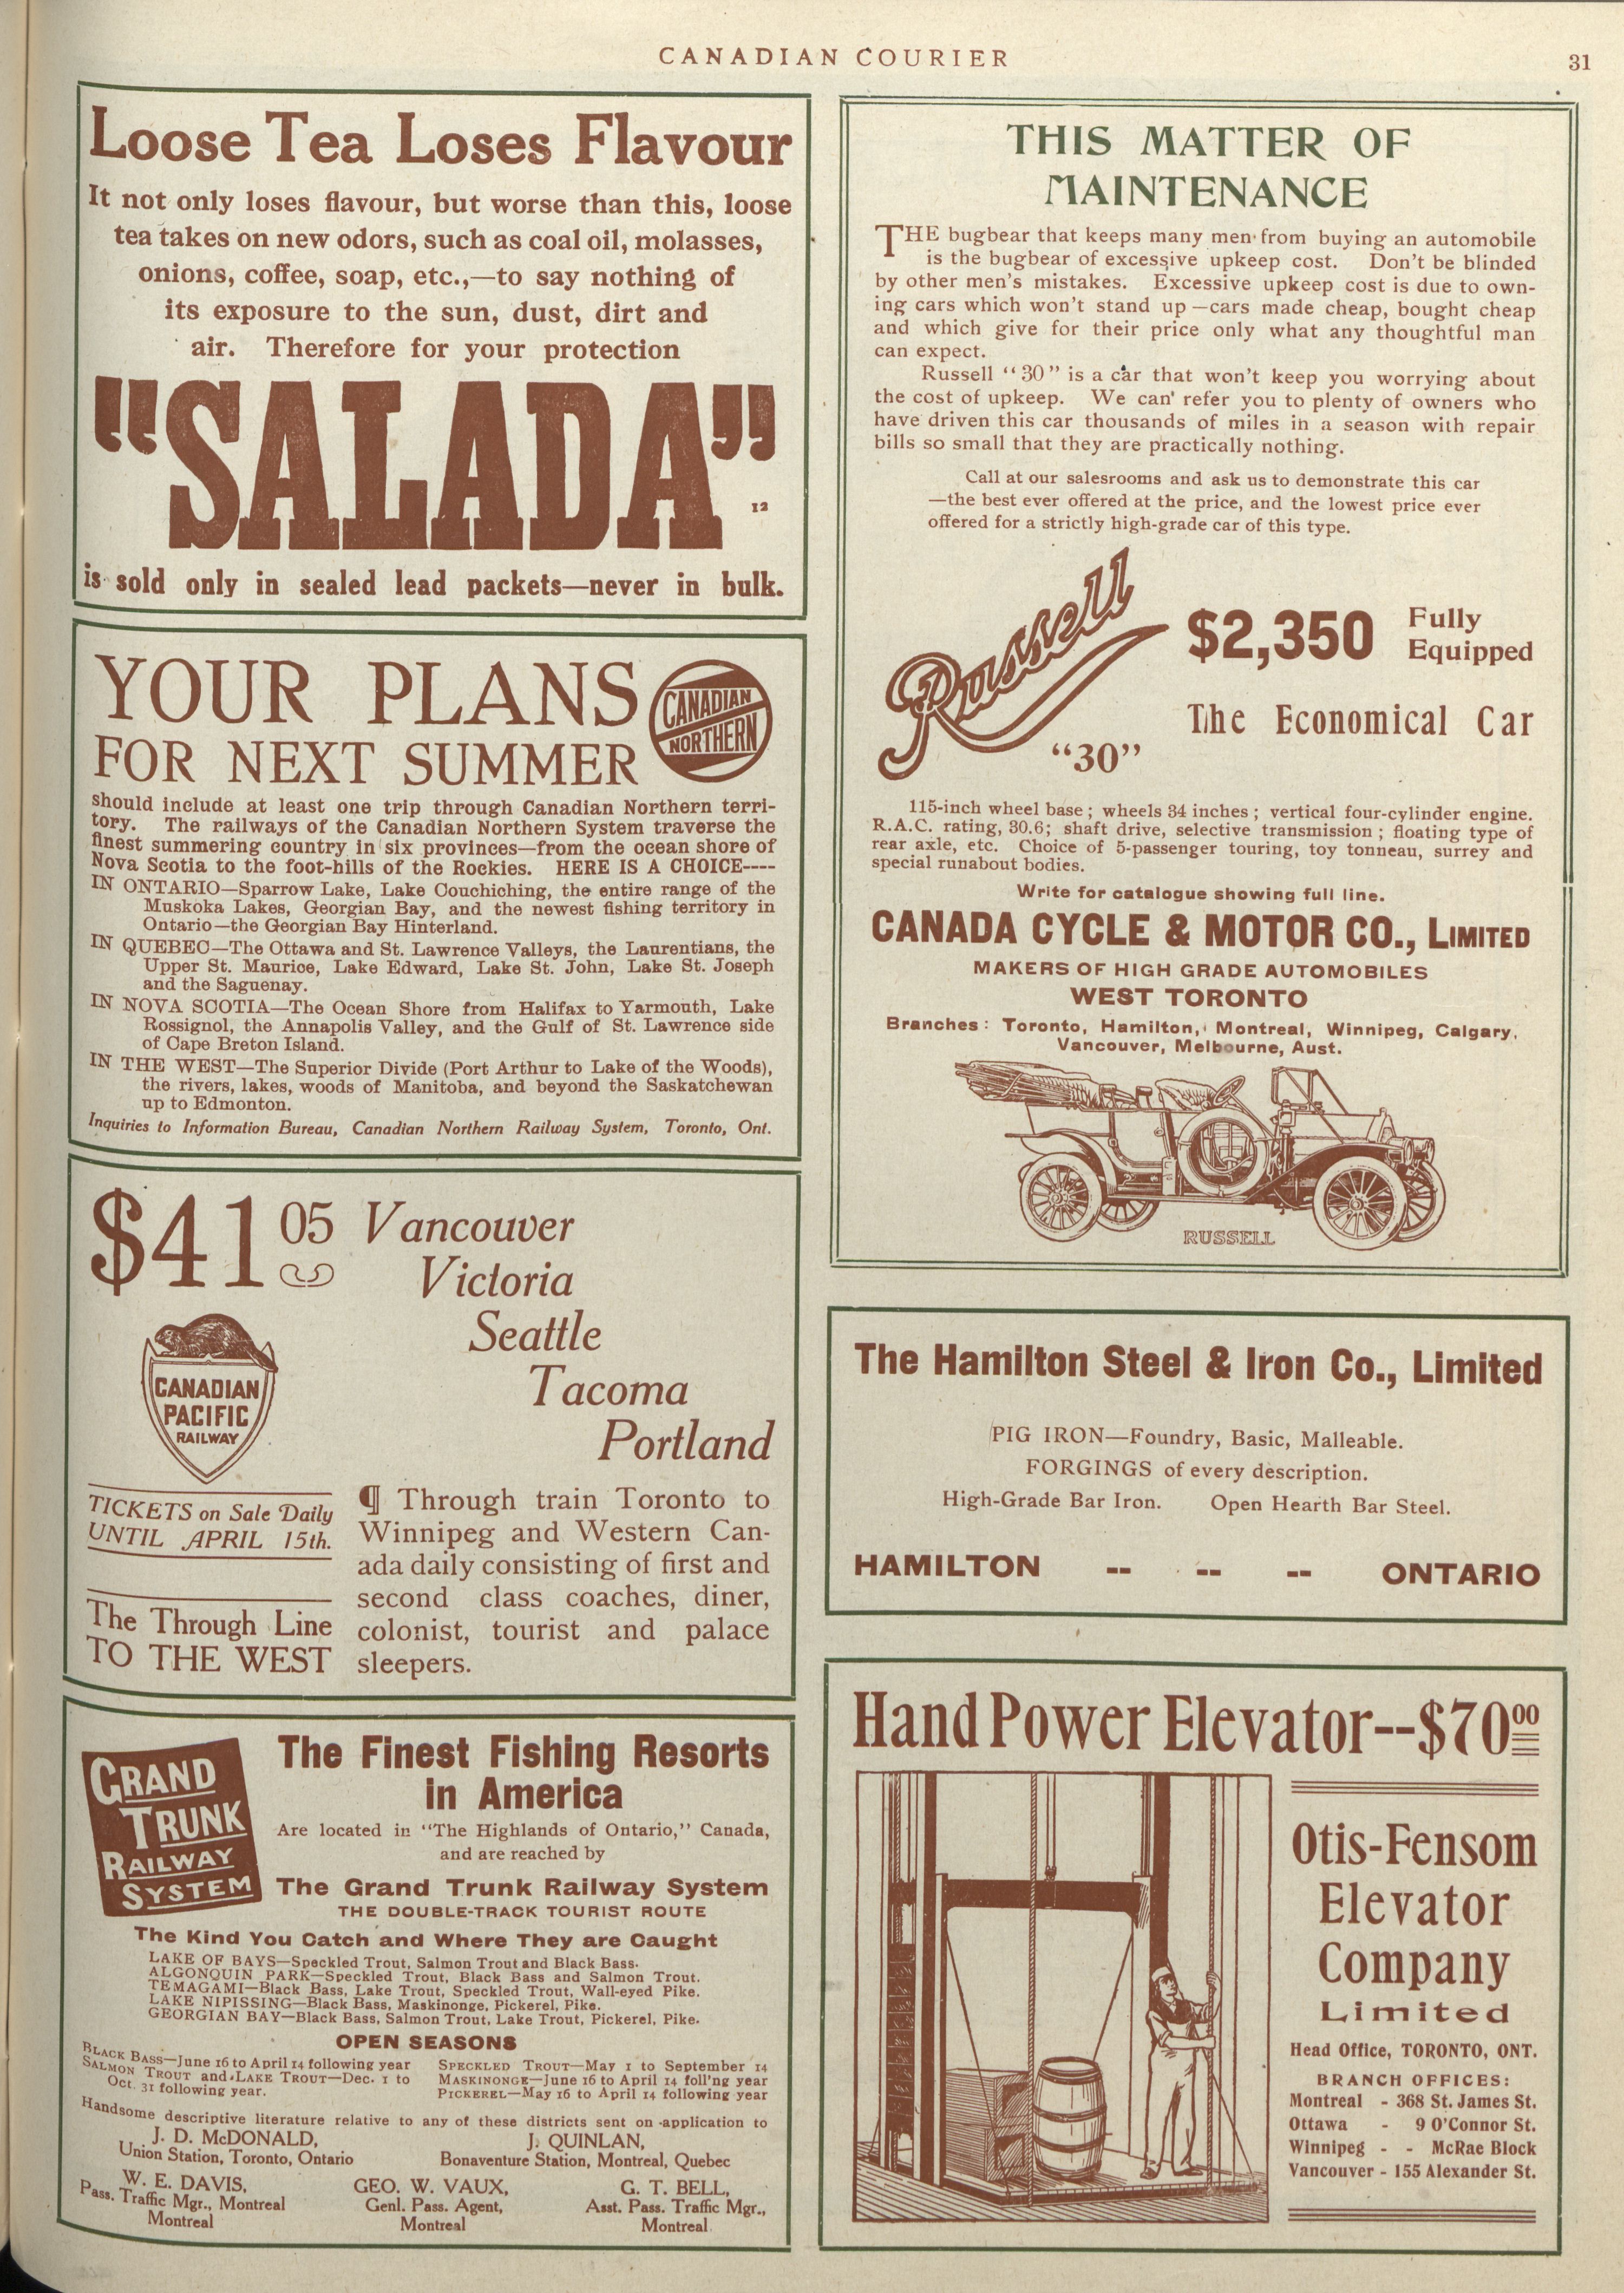 CANADIAN COURIER
31
Loose Tea Loses Flavour
It not only loses flavour, but worse than this, loose
tea takes on new odors, such as coal oil, molasses,
onions, coffee, soap, etc.,—to say nothing of
its exposure to the sun, dust, dirt and
air. Therefore for your protection
"SALADA"
12
is sold only in sealed lead packets—never in bulk.
YOUR PLANS
FOR NEXT SUMMER
CANADIAN
NORTHERN
should include at least one trip through Canadian Northern terri-
tory. The railways of the Canadian Northern System traverse the
finest summering country in six provinces—from the ocean shore of
Nova Scotia to the foot-hills of the Rockies. HERE IS A CHOICE----
IN ONTARIO—Sparrow Lake, Lake Couchiching, the entire range of the
Muskoka Lakes, Georgian Bay, and the newest fishing territory in
Ontario—the Georgian Bay Hinterland.
IN QUEBEC—The Ottawa and St. Lawrence Valleys, the Laurentians, the
Upper St. Maurice, Lake Edward, Lake St. John, Lake St. Joseph
and the Saguenay.
IN NOVA SCOTIA—The Ocean Shore from Halifax to Yarmouth, Lake
Rossignol, the Annapolis Valley, and the Gulf of St. Lawrence side
of Cape Breton Island.
IN THE WEST—The Superior Divide (Port Arthur to Lake of the Woods),
the rivers, lakes, woods of Manitoba, and beyond the Saskatchewan
up to Edmonton.
Inquiries to Information Bureau, Canadian Northern Railway System, Toronto, Ont.
$41 05
Vancouver
Victoria
Seattle
Tacoma
Portland
CANADIAN
PACIFIC
RAILWAY
TICKETS on Sale Daily
UNTIL APRIL 15th.
The Through Line
TO THE WEST
¶ Through train Toronto to
Winnipeg and Western Can-
ada daily consisting of first and
second class coaches, diner,
colonist, tourist and palace
sleepers.
GRAND
TRUNK
RAILWAY
SYSTEM
The Finest Fishing Resorts
in America
Are located in "The Highlands of Ontario," Canada,
and are reached by
The Grand Trunk Railway System
THE DOUBLE-TRACK TOURIST ROUTE
The Kind You Catch and Where They are Caught
LAKE OF BAYS—Speckled Trout, Salmon Trout and Black Bass.
ALGONQUIN PARK—Speckled Trout, Black Bass and Salmon Trout.
TEMAGAMI—Black Bass, Lake Trout, Speckled Trout, Wall-eyed Pike.
LAKE NIPISSING—Black Bass, Maskinonge, Pickerel, Pike.
GEORGIAN BAY—Black Bass, Salmon Trout, Lake Trout, Pickerel, Pike.
OPEN SEASONS
BLACK BASS—June 16 to April 14 following year
SALMON TROUT and LAKE TROUT—Dec. 1 to
Oct. 31 following year.
SPECKLED TROUT—May 1 to September 14
MASKINONGE—June 16 to April 14 foll'ng year
PICKEREL—May 16 to April 14 following year
Handsome descriptive literature relative to any of these districts sent on application to
J. D. McDONALD,
Union Station, Toronto, Ontario
J. QUINLAN,
Bonaventure Station, Montreal, Quebec
W. E. DAVIS,
Pass. Traffic Mgr., Montreal
Montreal
GEO. W. VAUX,
Genl. Pass. Agent,
Montreal
G. T. BELL,
Asst. Pass. Traffic Mgr.,
Montreal
THIS MATTER OF
MAINTENANCE
THE bugbear that keeps many men from buying an automobile
is the bugbear of excessive upkeep cost. Don't be blinded
by other men's mistakes. Excessive upkeep cost is due to own-
ing cars which won't stand up—cars made cheap, bought cheap
and which give for their price only what any thoughtful man
can expect.
Russell "30" is a car that won't keep you worrying about
the cost of upkeep. We can' refer you to plenty of owners who
have driven this car thousands of miles in a season with repair
bills so small that they are practically nothing.
Call at our salesrooms and ask us to demonstrate this car
—the best ever offered at the price, and the lowest price ever
offered for a strictly high-grade car of this type.
Russell
"30"
$2,350 Fully
Equipped
The Economical Car
115-inch wheel base; wheels 34 inches; vertical four-cylinder engine.
R.A.C. rating, 30.6; shaft drive, selective transmission; floating type of
rear axle, etc. Choice of 5-passenger touring, toy tonneau, surrey and
special runabout bodies.
Write for catalogue showing full line.
CANADA CYCLE & MOTOR CO., LIMITED
MAKERS OF HIGH GRADE AUTOMOBILES
WEST TORONTO
Branches: Toronto, Hamilton, Montreal, Winnipeg, Calgary,
Vancouver, Melbourne, Aust.
RUSSELL
The Hamilton Steel & Iron Co., Limited
PIG IRON—Foundry, Basic, Malleable.
FORGINGS of every description.
High-Grade Bar Iron. Open Hearth Bar Steel.
HAMILTON -- -- -- ONTARIO
Hand Power Elevator--$70 00
Otis-Fensom
Elevator
Company
Limited
Head Office, TORONTO, ONT.
BRANCH OFFICES:
Montreal - 368 St. James St.
Ottawa - 9 O'Connor St.
Winnipeg - - McRae Block
Vancouver - 155 Alexander St.